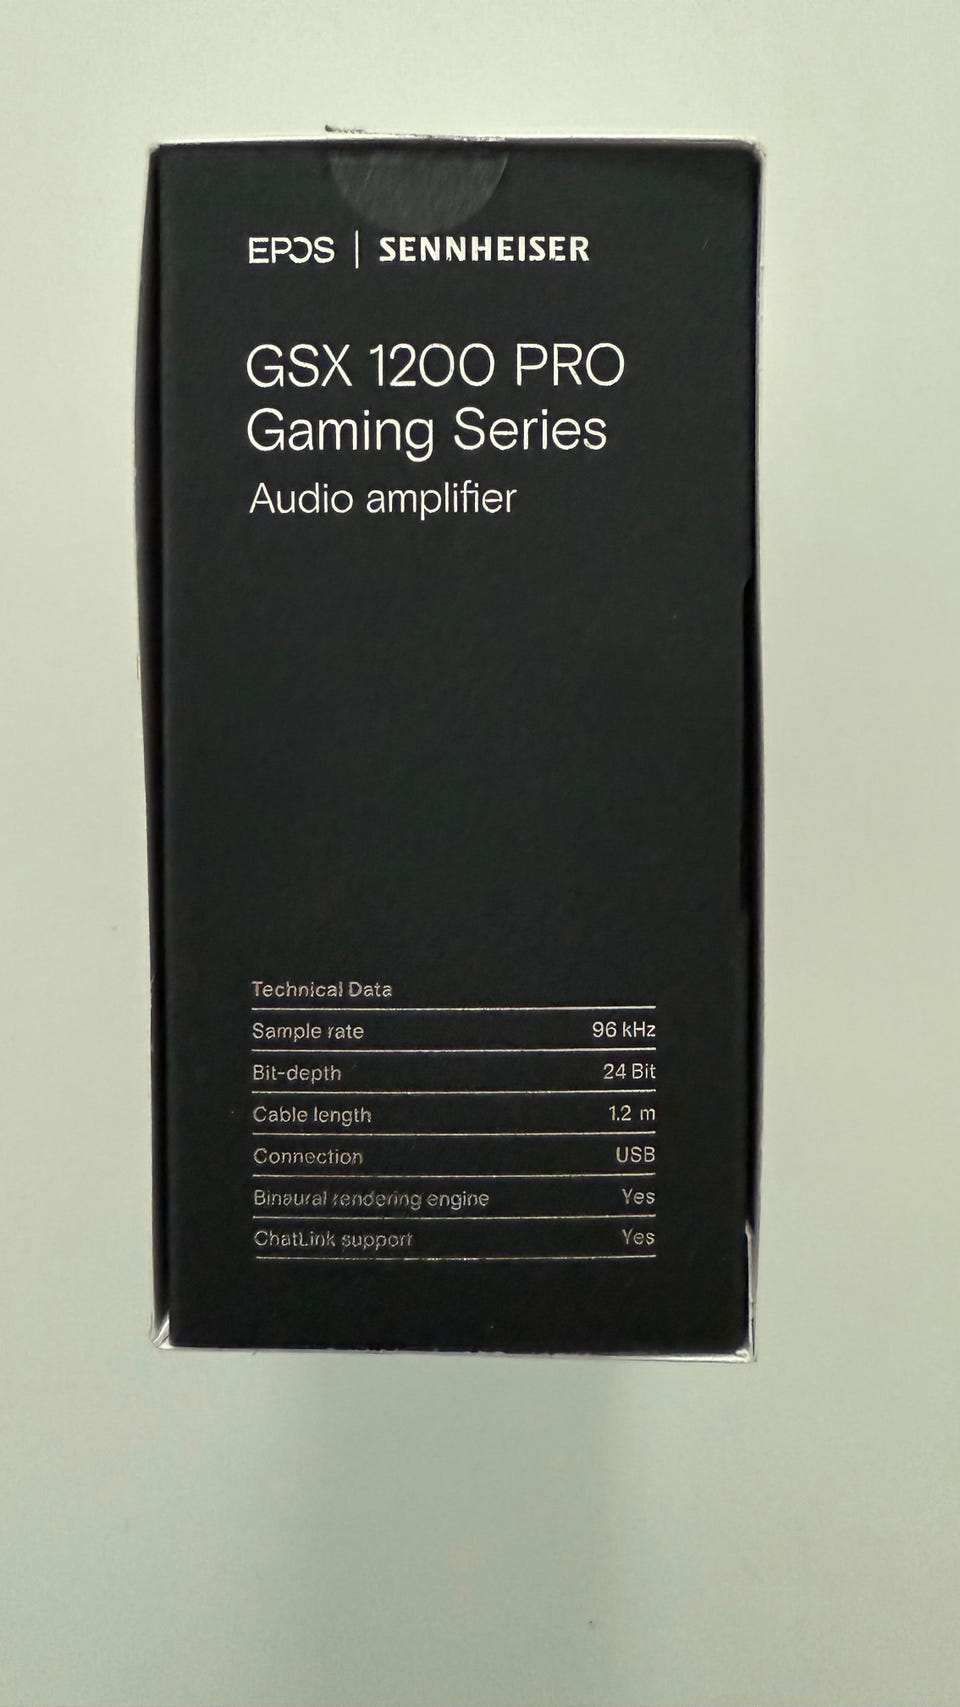 EPOS | SENNHEISER
GSX 1200 PRO
Gaming Series
Audio amplifier
Technical Data
Sample rate 96 kHz
Bit-depth 24 Bit
Cable length 1.2 m
Connection USB
Binaural rendering engine Yes
ChatLink support Yes